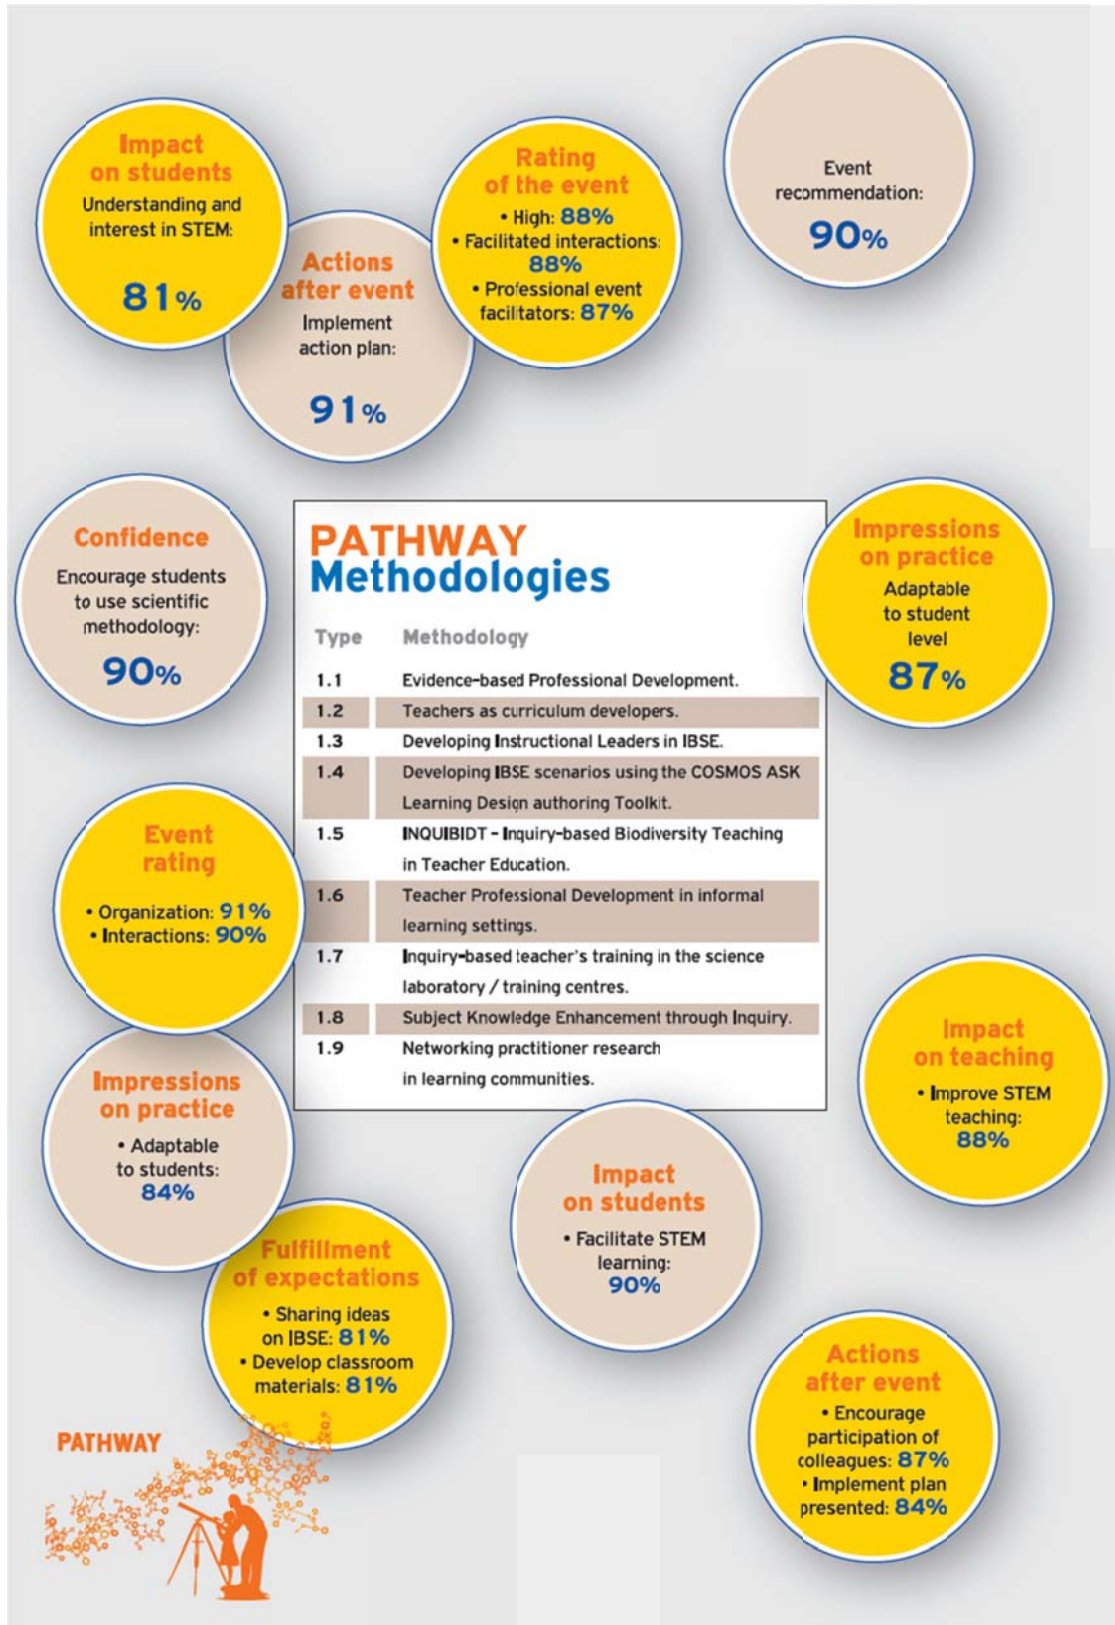 Impact
on students
Understanding and
interest in STEM:
81%
Actions
after event
Implement
action plan:
91%
Rating
of the event
• High: 88%
• Facilitated interactions:
88%
• Professional event
facilitators: 87%
Event
recommendation:
90%
Confidence
Encourage students
to use scientific
methodology:
90%
PATHWAY
Methodologies
Type Methodology
1.1 Evidence-based Professional Development.
1.2 Teachers as curriculum developers.
1.3 Developing Instructional Leaders in IBSE.
1.4 Developing IBSE scenarios using the COSMOS ASK
Learning Design authoring Toolkit.
1.5 INQUIBIDT - Inquiry-based Biodiversity Teaching
in Teacher Education.
1.6 Teacher Professional Development in informal
learning settings.
1.7 Inquiry-based teacher's training in the science
laboratory / training centres.
1.8 Subject Knowledge Enhancement through Inquiry.
1.9 Networking practitioner research
in learning communities.
Impressions
on practice
Adaptable
to student
level
87%
Event
rating
• Organization: 91%
• Interactions: 90%
Impressions
on practice
• Adaptable
to students:
84%
Fulfillment
of expectations
• Sharing ideas
on IBSE: 81%
• Develop classroom
materials: 81%
Impact
on students
• Facilitate STEM
learning:
90%
Impact
on teaching
• Improve STEM
teaching:
88%
Actions
after event
• Encourage
participation of
colleagues: 87%
• Implement plan
presented: 84%
PATHWAY